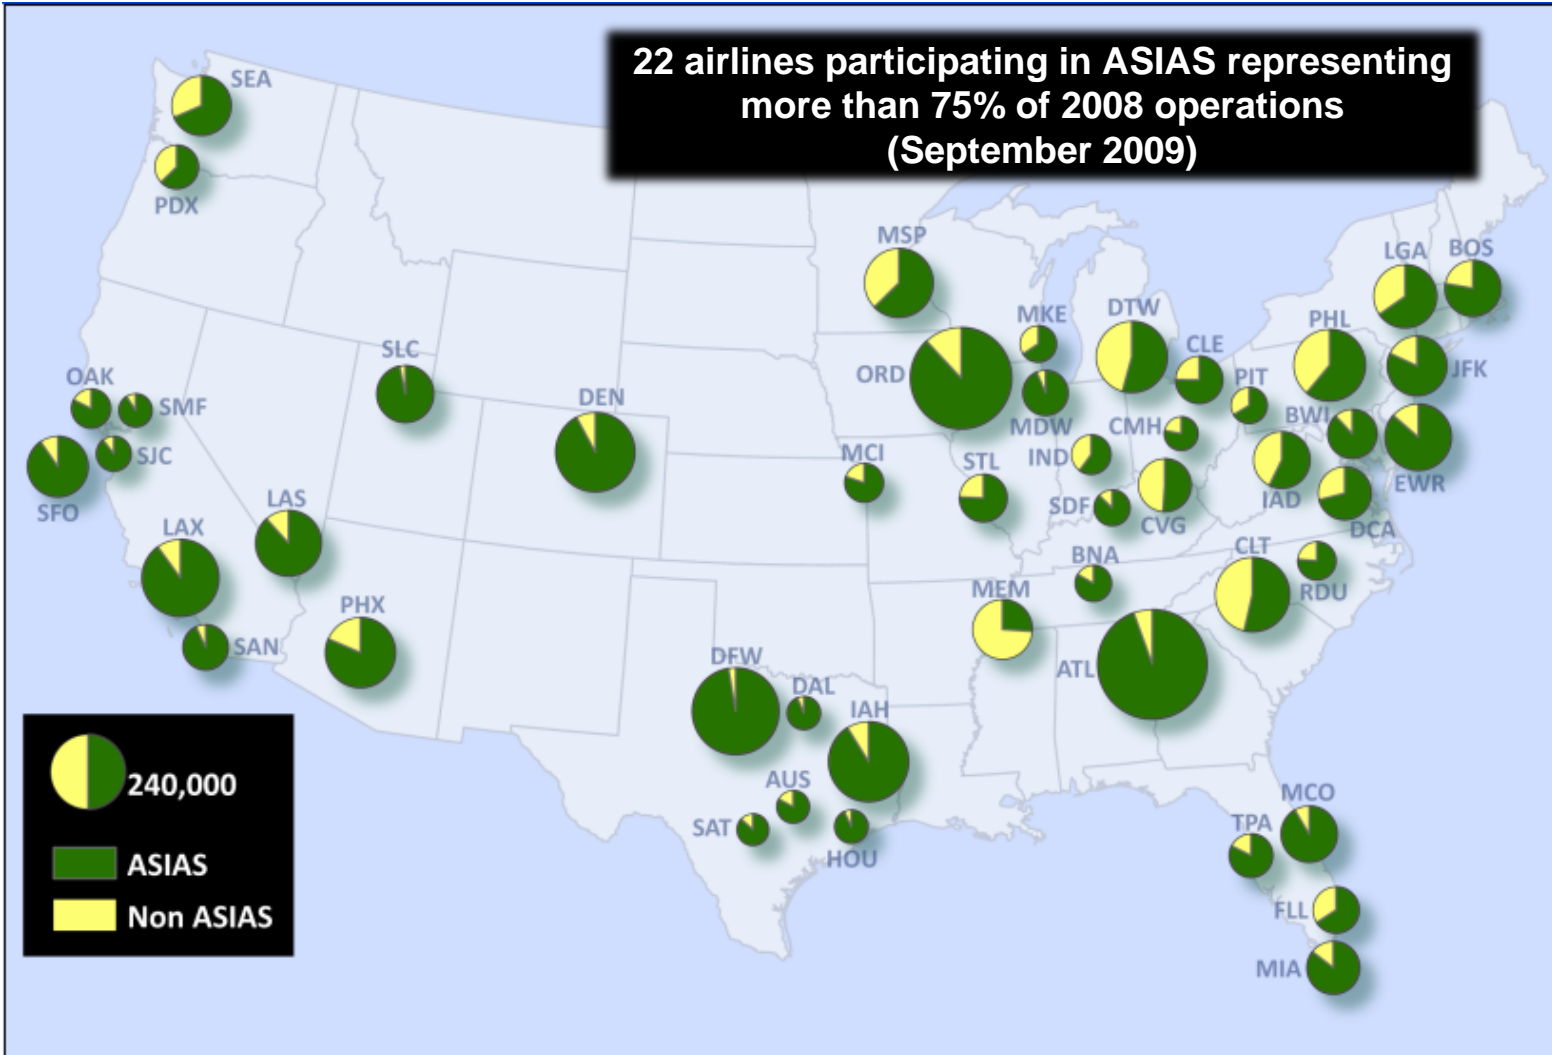 22 airlines participating in ASIAS representing
more than 75% of 2008 operations
(September 2009)
SEA
PDX
MSP
LGA
BOS
MKE
DTW
PHL
SLC
CLE
ORD
JFK
OAK
PIT
DEN
SMF
BWI
MDW
CMH
MCI
SJC
IND
STL
EWR
LAS
IAD
SDF
SFO
CVG
LAX
DCA
CLT
BNA
MEM
RDU
PHX
SAN
DFW
ATL
DAL
IAH
AUS
240,000
MCO
TPA
SAT
HOU
ASIAS
FLL
Non ASIAS
MIA